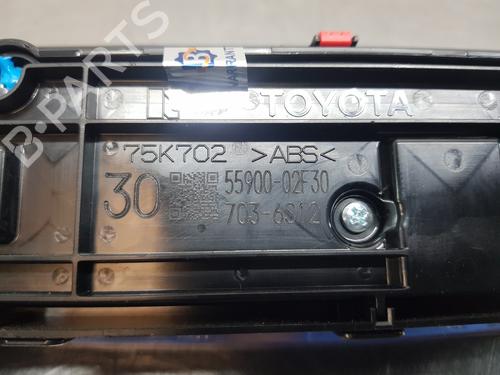 TOYOTA
75K702 >ABS<
30
55900-02F30
703-6S12
B-PARTS